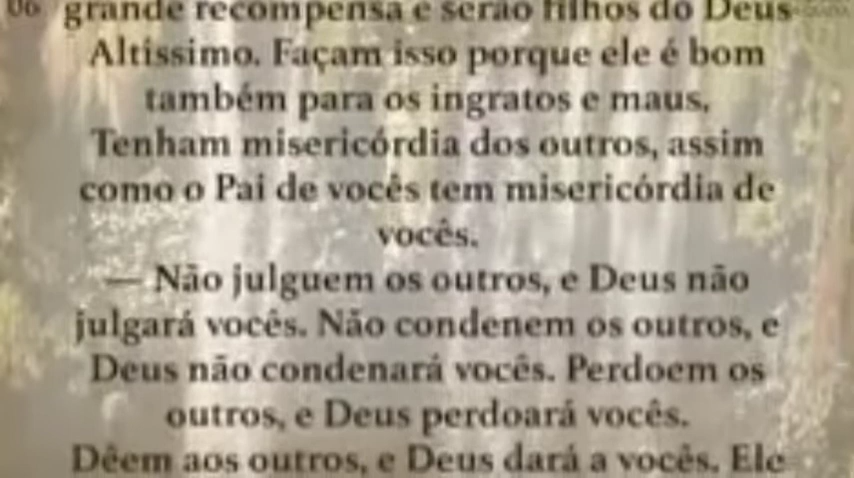 06 grande recompensa e serão filhos do Deus
Altíssimo. Façam isso porque ele é bom
também para os ingratos e maus.
Tenham misericórdia dos outros, assim
como o Pai de vocês tem misericórdia de
vocês.
— Não julguem os outros, e Deus não
julgará vocês. Não condenem os outros, e
Deus não condenará vocês. Perdoem os
outros, e Deus perdoará vocês.
Dêem aos outros, e Deus dará a vocês. Ele